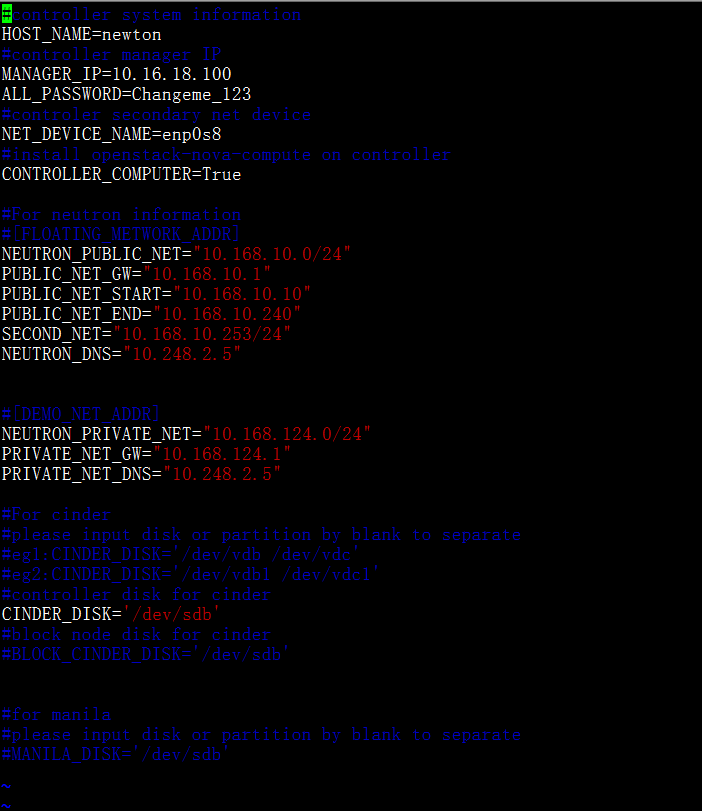 #controller system information
HOST_NAME=newton
#controller manager IP
MANAGER_IP=10.16.18.100
ALL_PASSWORD=Changeme_123
#controler secondary net device
NET_DEVICE_NAME=enp0s8
#install openstack-nova-compute on controller
CONTROLLER_COMPUTER=True
#For neutron information
#[FLOATING_METWORK_ADDR]
NEUTRON_PUBLIC_NET="10.168.10.0/24"
PUBLIC_NET_GW="10.168.10.1"
PUBLIC_NET_START="10.168.10.10"
PUBLIC_NET_END="10.168.10.240"
SECOND_NET="10.168.10.253/24"
NEUTRON_DNS="10.248.2.5"
#[DEMO_NET_ADDR]
NEUTRON_PRIVATE_NET="10.168.124.0/24"
PRIVATE_NET_GW="10.168.124.1"
PRIVATE_NET_DNS="10.248.2.5"
#For cinder
#please input disk or partition by blank to separate
#eg1:CINDER_DISK='/dev/vdb /dev/vdc'
#eg2:CINDER_DISK='/dev/vdb1 /dev/vdc1'
#controller disk for cinder
CINDER_DISK='/dev/sdb'
#block node disk for cinder
#BLOCK_CINDER_DISK='/dev/sdb'
#for manila
#please input disk or partition by blank to separate
#MANILA_DISK='/dev/sdb'
~
~